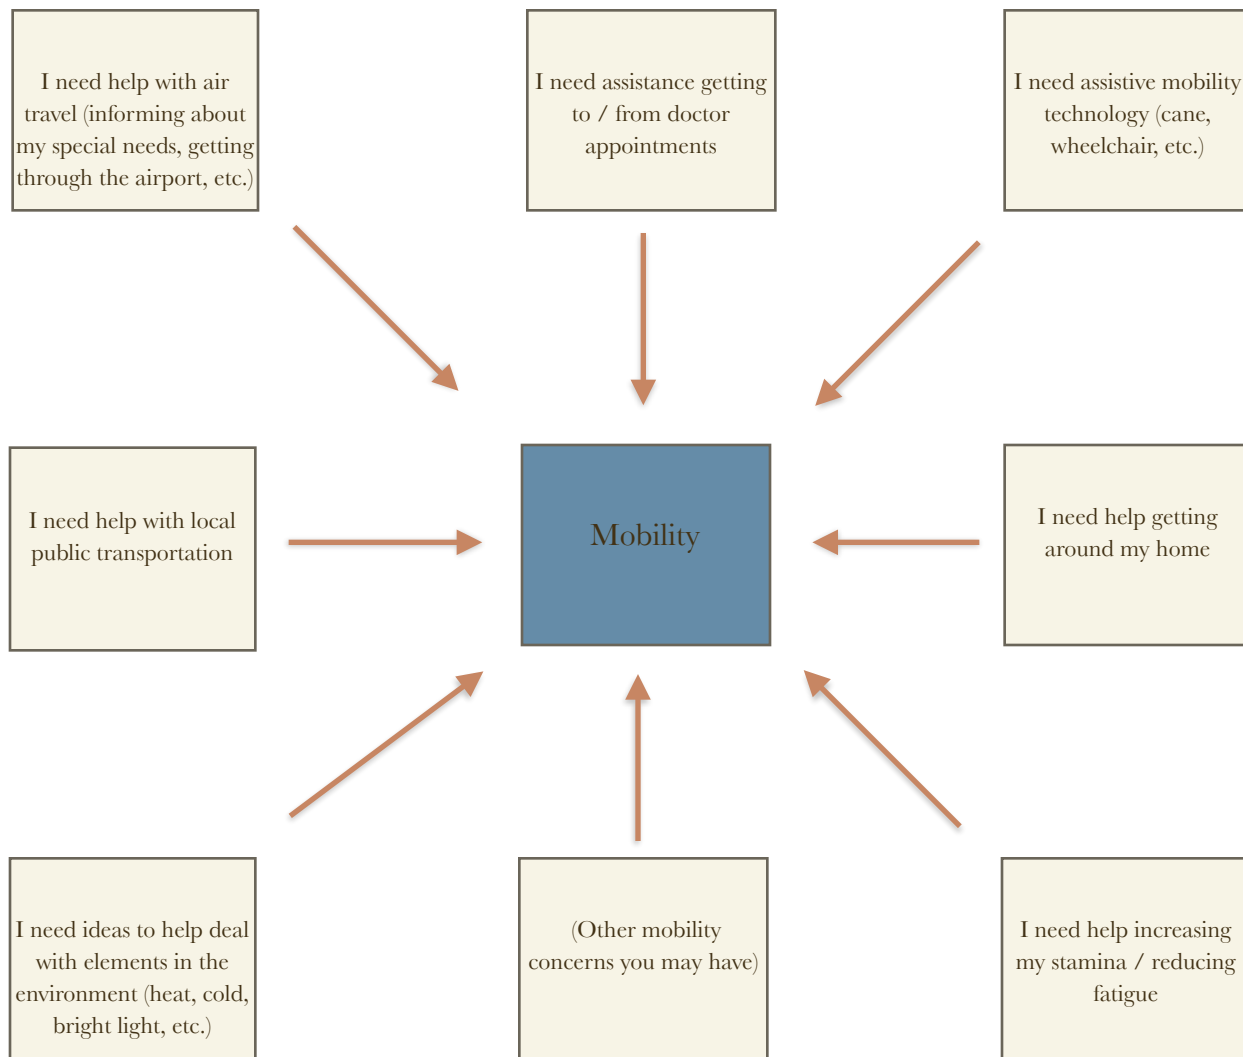 I need help with air
travel (informing about
my special needs, getting
through the airport, etc.)
I need assistance getting
to / from doctor
appointments
I need assistive mobility
technology (cane,
wheelchair, etc.)
I need help with local
public transportation
Mobility
I need help getting
around my home
I need ideas to help deal
with elements in the
environment (heat, cold,
bright light, etc.)
(Other mobility
concerns you may have)
I need help increasing
my stamina / reducing
fatigue